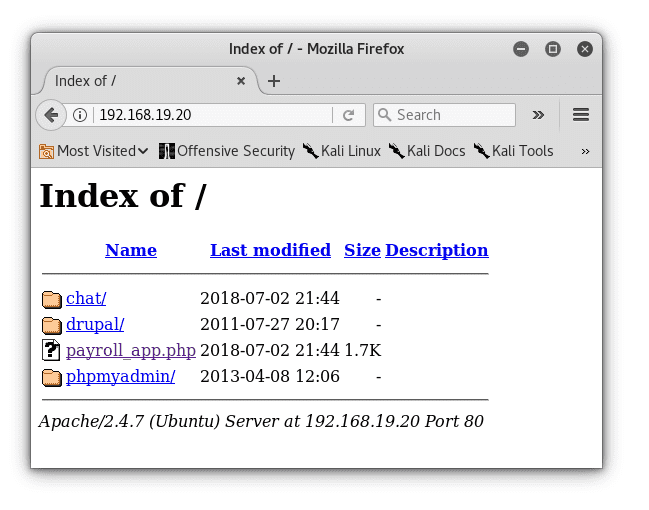 Index of / - Mozilla Firefox
Index of /
192.168.19.20 Search
Most Visited Offensive Security Kali Linux Kali Docs Kali Tools »
Index of /
Name Last modified Size Description
chat/ 2018-07-02 21:44 -
drupal/ 2011-07-27 20:17 -
payroll_app.php 2018-07-02 21:44 1.7K
phpmyadmin/ 2013-04-08 12:06 -
Apache/2.4.7 (Ubuntu) Server at 192.168.19.20 Port 80